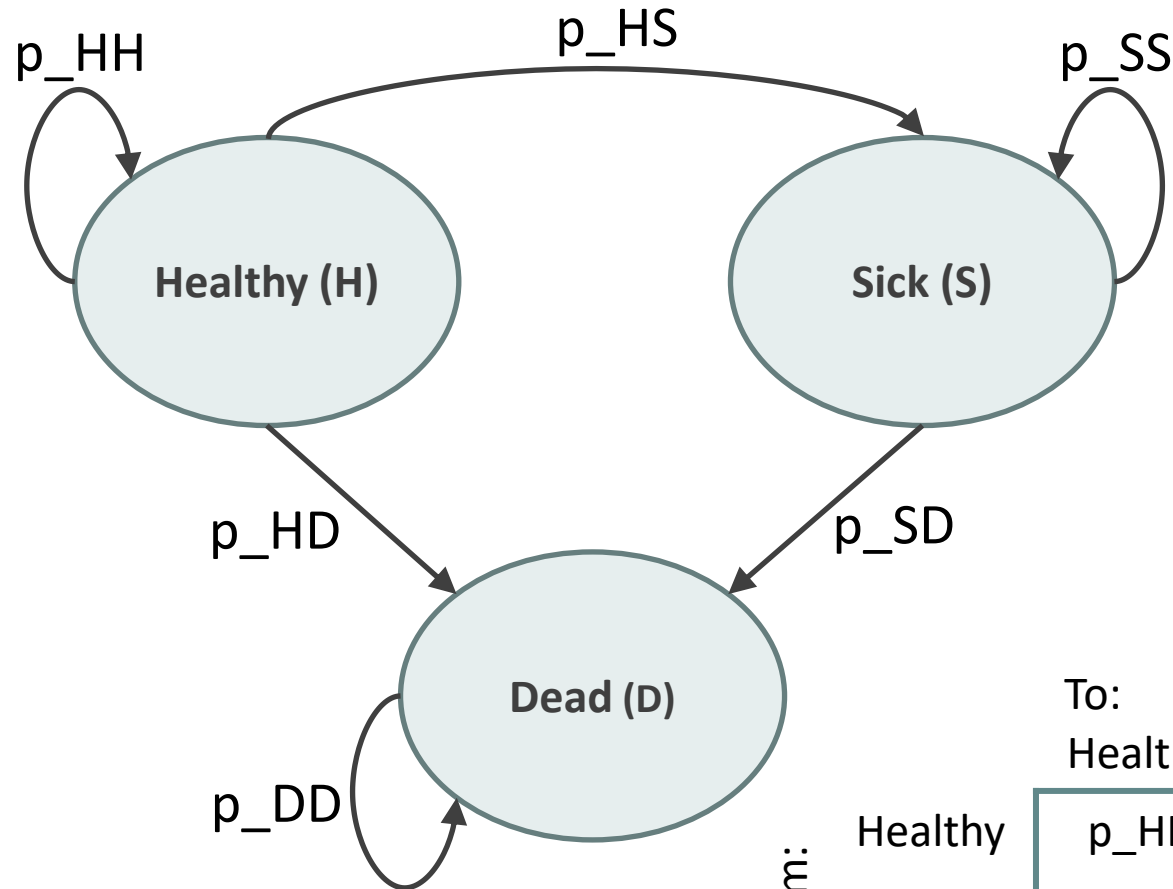 p_HS
p_HH
p_SS
Healthy (H)
Sick (S)
p_HD
p_SD
Dead (D)
To:
p_DD
Healthy